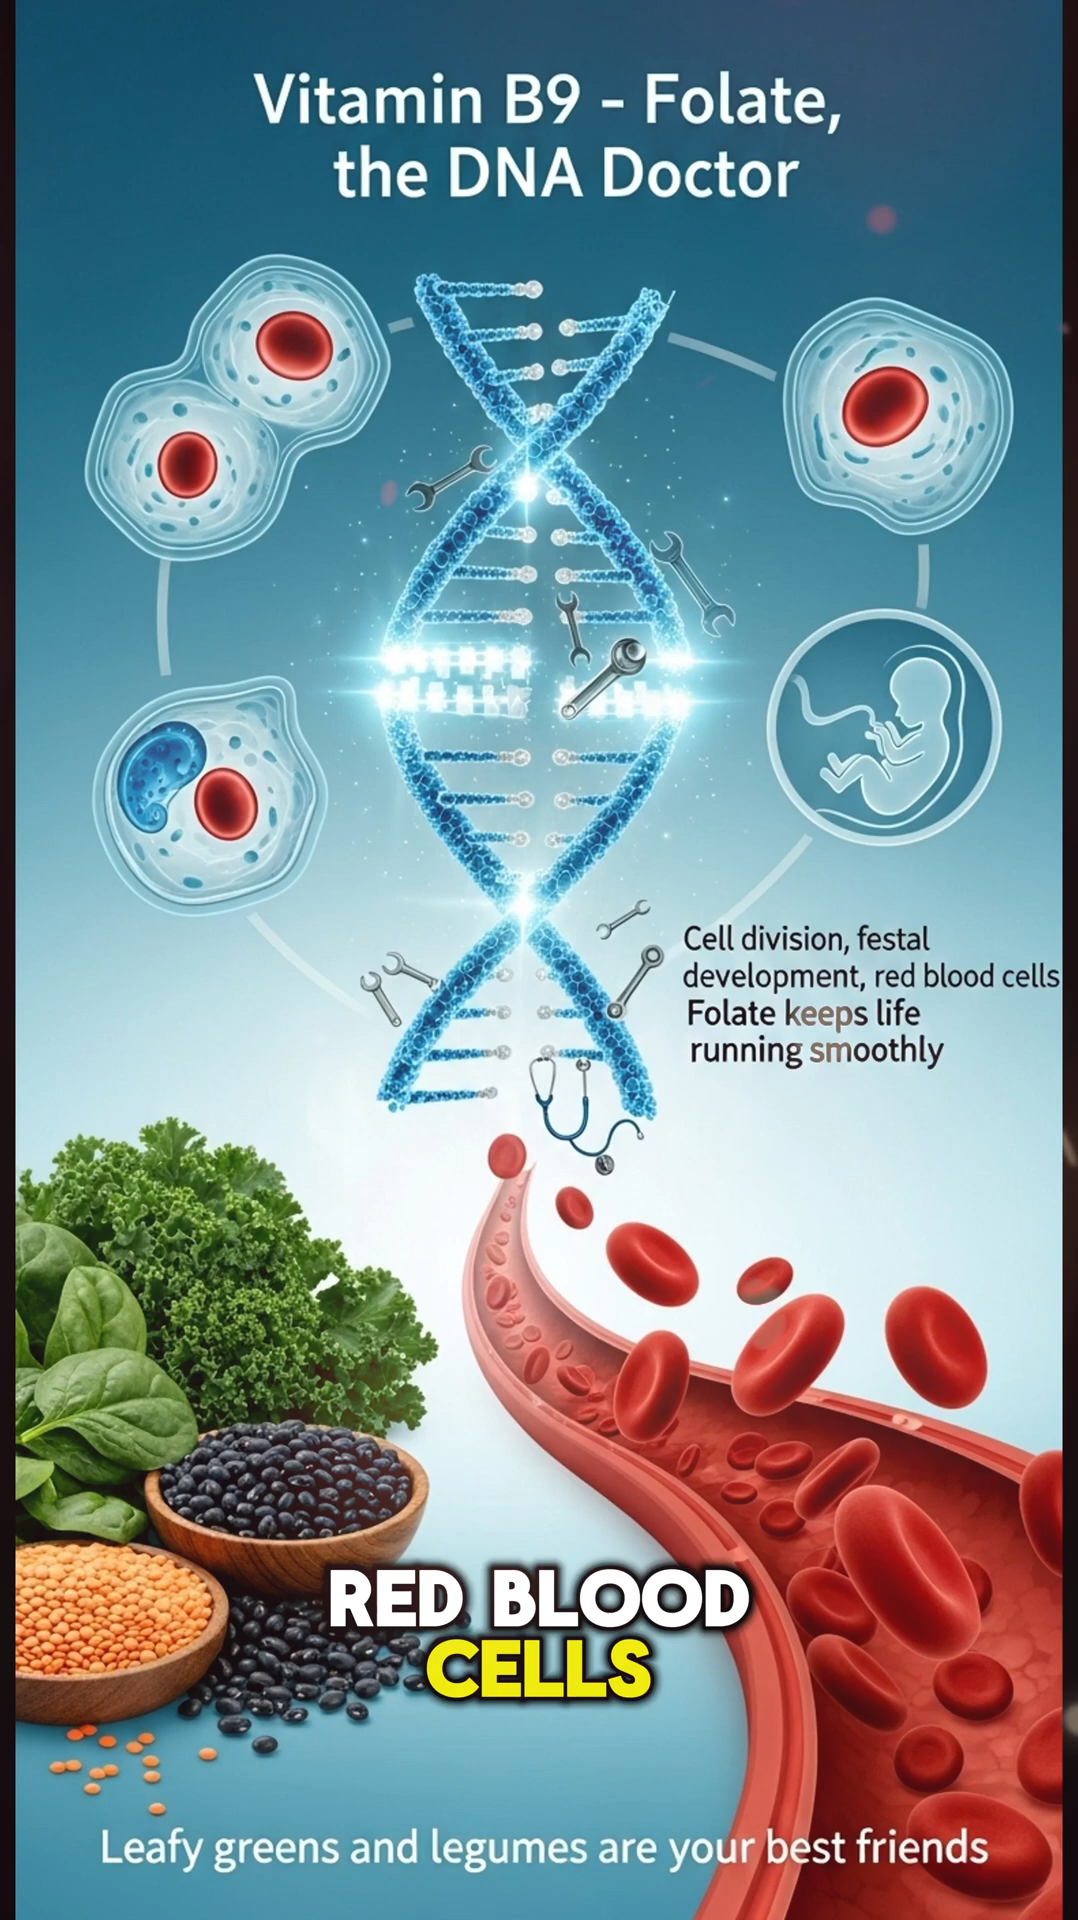 Vitamin B9 - Folate,
the DNA Doctor
Cell division, festal
development, red blood cells
Folate keeps life
running smoothly
RED BLOOD
CELLS
Leafy greens and legumes are your best friends